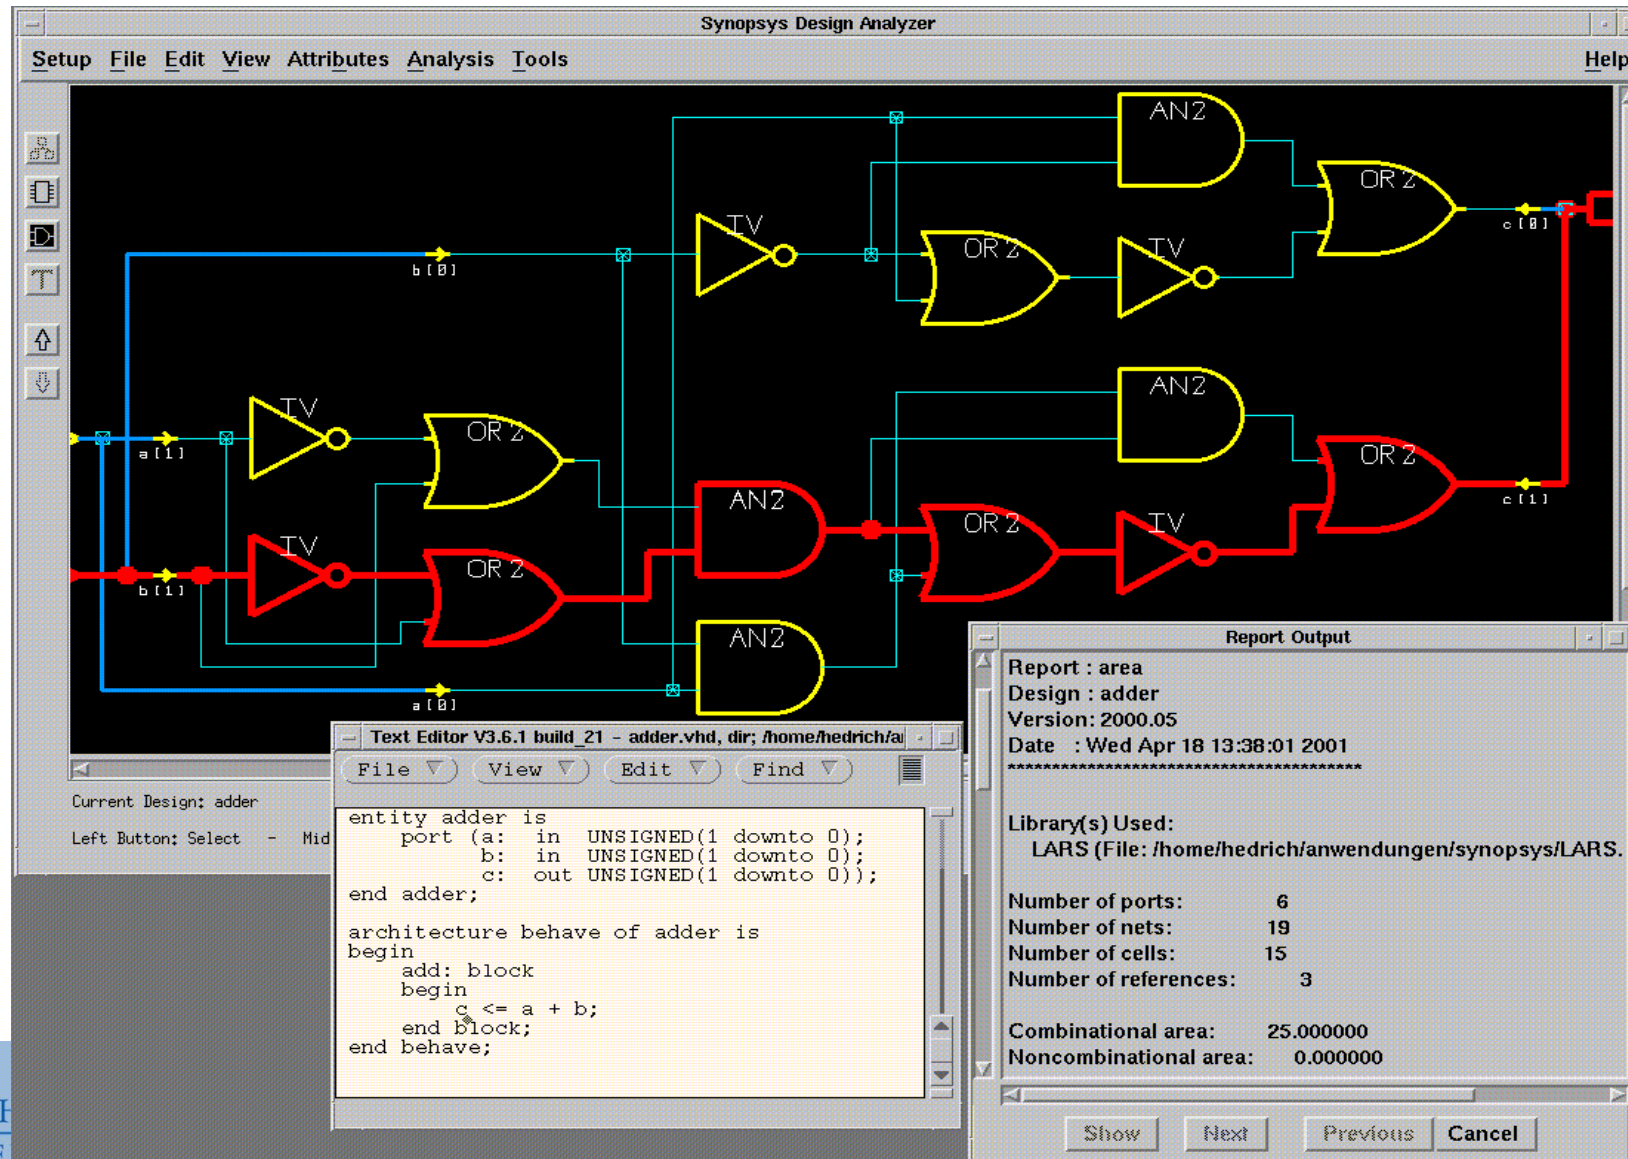 Synopsys Design Analyzer
Setup File Edit View Attributes Analysis Tools Help
AN2
OR2
c[0]
IV
OR2
IV
b[0]
AN2
IV
OR2
OR2
a[1]
AN2
c[1]
OR2
IV
IV
OR2
b[1]
AN2
a[0]
Current Design: adder
Left Button: Select - Mid
Text Editor V3.6.1 build_21 - adder.vhd, dir; /home/hedrich/a
File View Edit Find
entity adder is
port (a: in UNSIGNED(1 downto 0);
b: in UNSIGNED(1 downto 0);
c: out UNSIGNED(1 downto 0));
end adder;
architecture behave of adder is
begin
add: block
begin
c <= a + b;
end block;
end behave;
Report Output
Report : area
Design : adder
Version: 2000.05
Date : Wed Apr 18 13:38:01 2001
****************************************
Library(s) Used:
LARS (File: /home/hedrich/anwendungen/synopsys/LARS.
Number of ports: 6
Number of nets: 19
Number of cells: 15
Number of references: 3
Combinational area: 25.000000
Noncombinational area: 0.000000
Show Next Previous Cancel